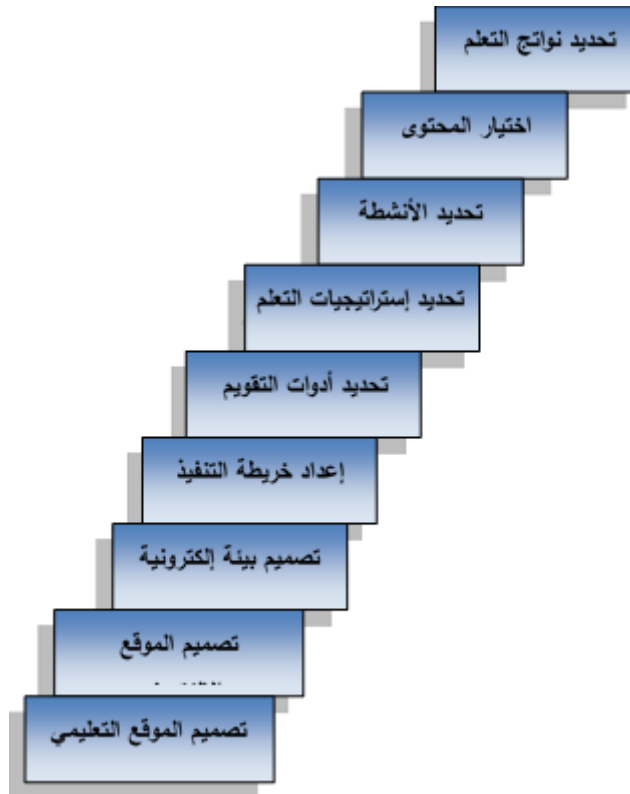 تحديد نواتج التعلم
اختيار المحتوى
تحديد الأنشطة
تحديد إستراتيجيات التعلم
تحديد أدوات التقويم
إعداد خريطة التنفيذ
تصميم بيئة إلكترونية
تصميم الموقع
تصميم الموقع التعليمي